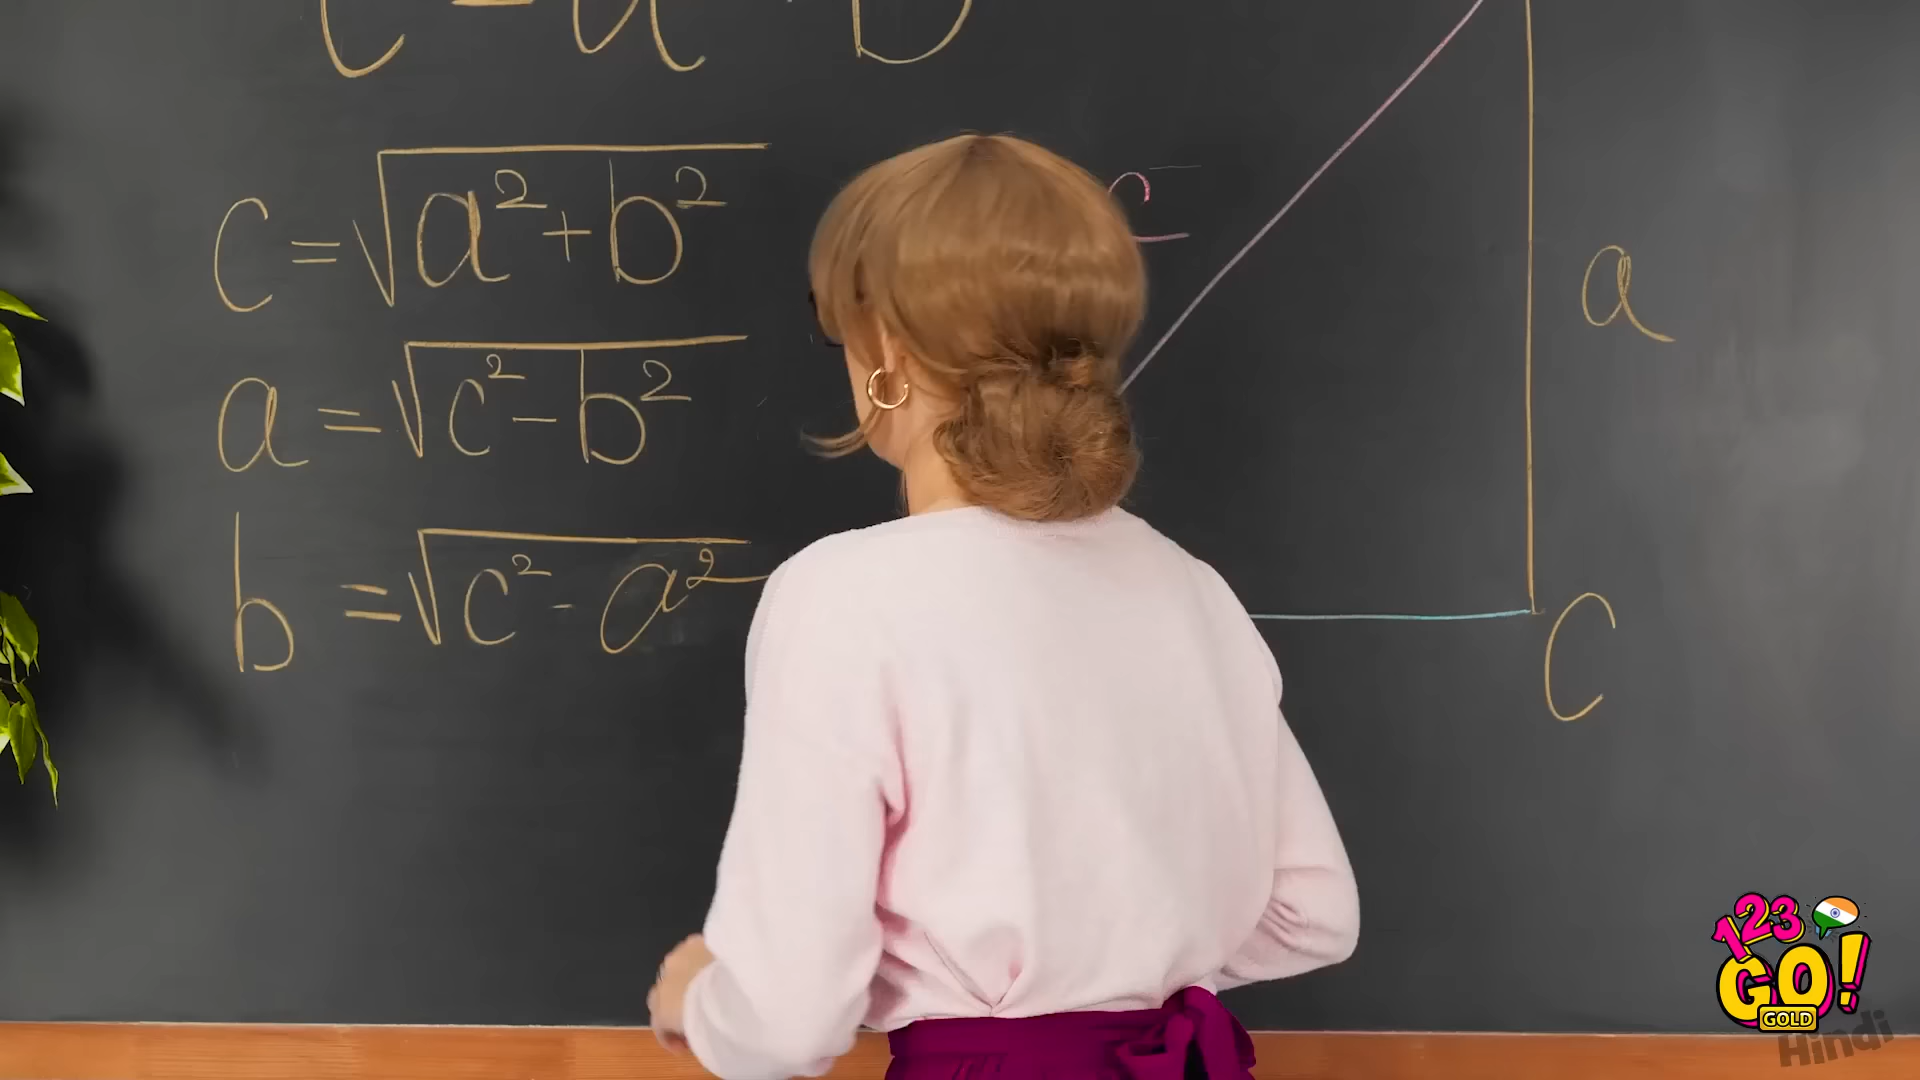 c = √a²+b²
a
a = √c²-b²
b = √c²-a²
C
123
GO!
GOLD
Hindi